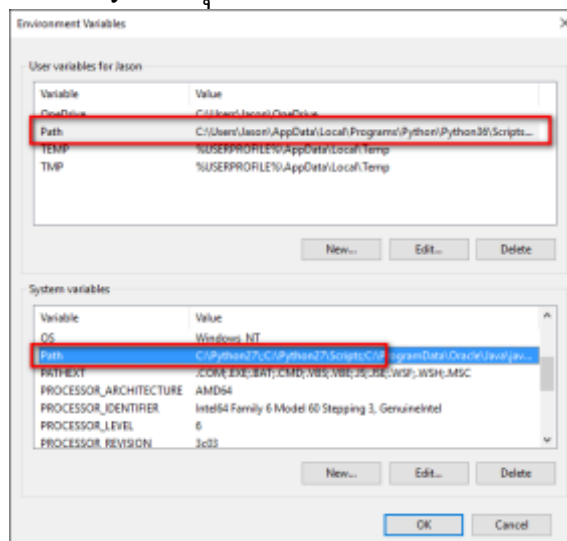 Environment Variables
User variables for Jason
Variable Value
OneDrive C:\Users\Jason\OneDrive
Path C:\Users\Jason\AppData\Local\Programs\Python\Python36\Scripts...
TEMP %USERPROFILE%\AppData\Local\Temp
TMP %USERPROFILE%\AppData\Local\Temp
New... Edit... Delete
System variables
Variable Value
OS Windows_NT
Path C:\Python27\;C:\Python27\Scripts;C:\ProgramData\Oracle\Java\jav...
PATHEXT .COM;.EXE;.BAT;.CMD;.VBS;.VBE;.JS;.JSE;.WSF;.WSH;.MSC
PROCESSOR_ARCHITECTURE AMD64
PROCESSOR_IDENTIFIER Intel64 Family 6 Model 60 Stepping 3, GenuineIntel
PROCESSOR_LEVEL 6
PROCESSOR_REVISION 3c03
New... Edit... Delete
OK Cancel